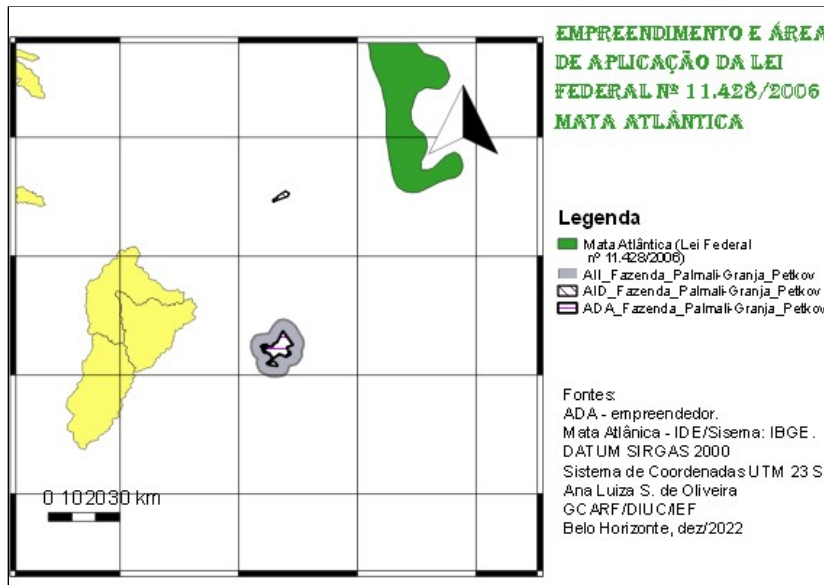 EMPREENDIMENTO E ÁREA
DE APLICAÇÃO DA LEI
FEDERAL Nº 11.428/2006
MATA ATLÂNTICA
Legenda
Mata Atlântica (Lei Federal
nº 11.428/2006)
AII_Fazenda_Palmali-Granja_Petkov
AID_Fazenda_Palmali-Granja_Petkov
ADA_Fazenda_Palmali-Granja_Petkov
Fontes:
ADA - empreendedor.
Mata Atlânica - IDE/Sisema: IBGE.
DATUM SIRGAS 2000
Sistema de Coordenadas UTM 23 S
Ana Luiza S. de Oliveira
GCARF/DIUC/IEF
Belo Horizonte, dez/2022
0 10 20 30 km